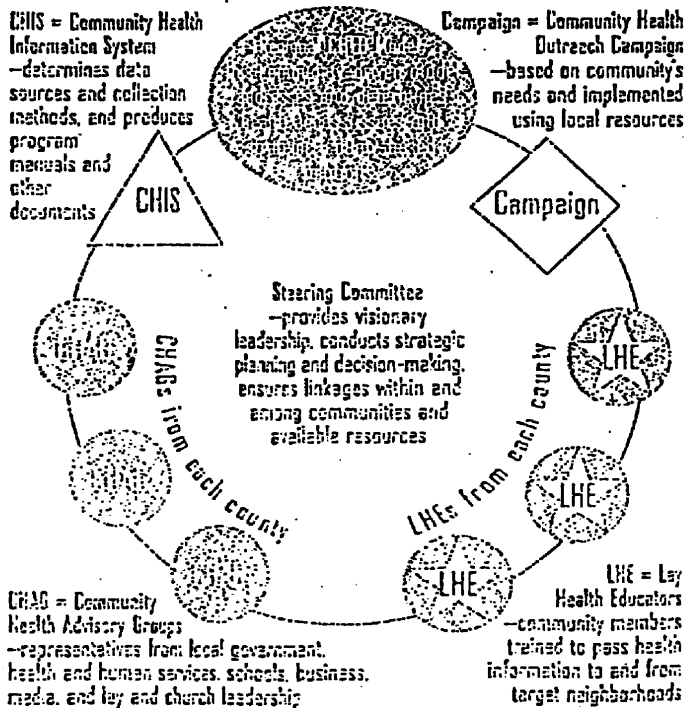 CHIS = Community Health
Information System
—determines data
sources and collection
methods, and produces
program
manuals and
other
documents
Campaign = Community Health
Outreach Campaign
—based on community's
needs and implemented
using local resources
CHIS
Campaign
Steering Committee
—provides visionary
leadership, conducts strategic
planning and decision-making,
ensures linkages within and
among communities and
available resources
CHAGs from each county
LHEs from each county
LHE
LHE
LHE
CHAG = Community
Health Advisory Groups
—representatives from local government,
health and human services, schools, business,
media, and lay and church leadership
LHE = Lay
Health Educators
—community members
trained to pass health
information to and from
target neighborhoods